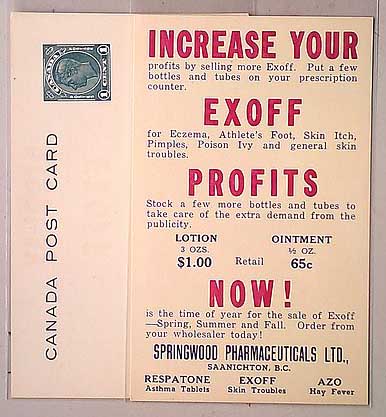 CANADA
1 CENT 1
CANADA POST CARD
INCREASE YOUR
profits by selling more Exoff. Put a few
bottles and tubes on your prescription
counter.
EXOFF
for Eczema, Athlete's Foot, Skin Itch,
Pimples, Poison Ivy and general skin
troubles.
PROFITS
Stock a few more bottles and tubes to
take care of the extra demand from the
publicity.
LOTION OINTMENT
3 OZS. ½ OZ.
$1.00 Retail 65c
NOW!
is the time of year for the sale of Exoff
—Spring, Summer and Fall. Order from
your wholesaler today!
SPRINGWOOD PHARMACEUTICALS LTD.,
SAANICHTON, B.C.
RESPATONE EXOFF AZO
Asthma Tablets Skin Troubles Hay Fever